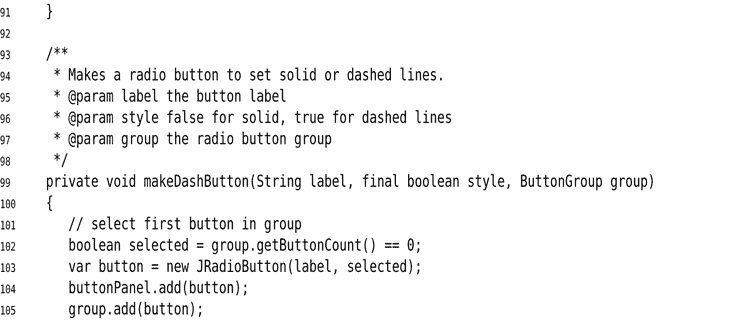 91     }
92
93     /**
94      * Makes a radio button to set solid or dashed lines.
95      * @param label the button label
96      * @param style false for solid, true for dashed lines
97      * @param group the radio button group
98      */
99     private void makeDashButton(String label, final boolean style, ButtonGroup group)
100    {
101       // select first button in group
102       boolean selected = group.getButtonCount() == 0;
103       var button = new JRadioButton(label, selected);
104       buttonPanel.add(button);
105       group.add(button);